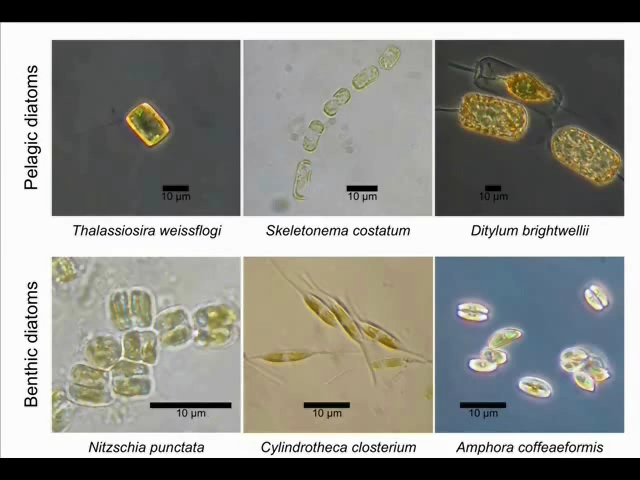 Pelagic diatoms
10 µm
10 µm
10 µm
Thalassiosira weissflogi
Skeletonema costatum
Ditylum brightwellii
Benthic diatoms
10 µm
10 µm
10 µm
Nitzschia punctata
Cylindrotheca closterium
Amphora coffeaeformis